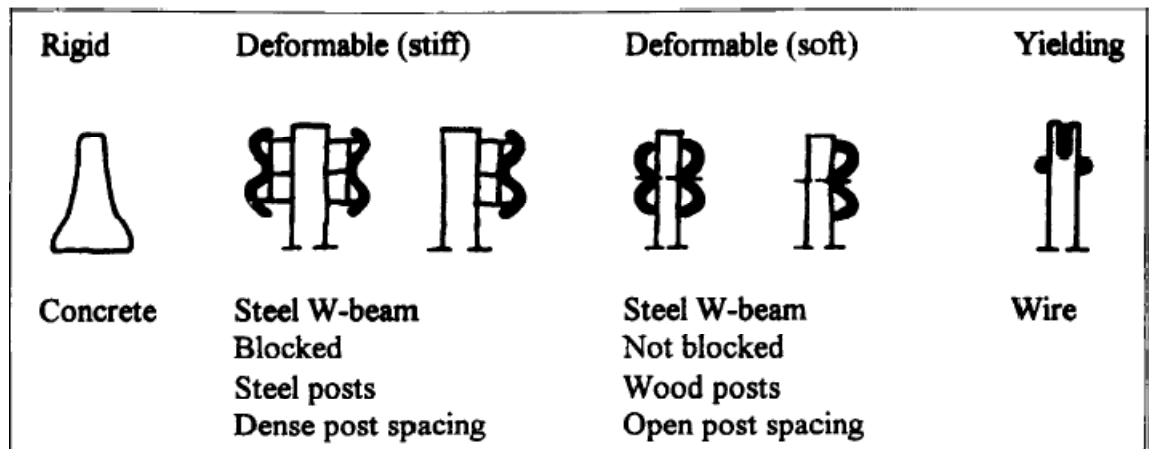 Rigid
Deformable (stiff)
Deformable (soft)
Yielding
Concrete
Steel W-beam
Blocked
Steel posts
Dense post spacing
Steel W-beam
Not blocked
Wood posts
Open post spacing
Wire